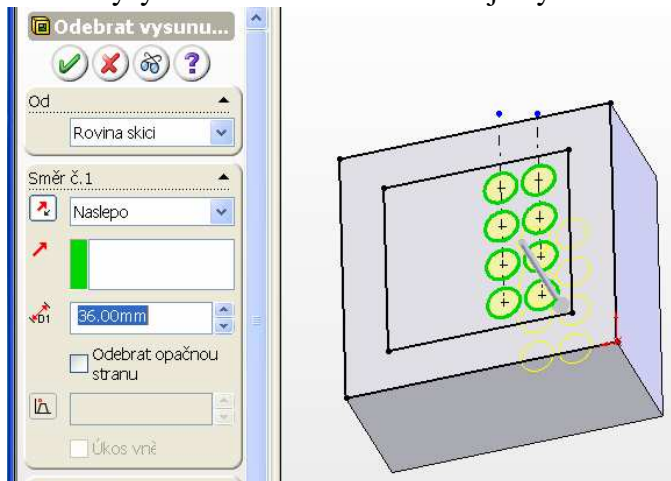 Odebrat vysunu...
?
Od
Rovina skici
Směr č.1
Naslepo
D1
36.00mm
Odebrat opačnou
stranu
Úkos vně